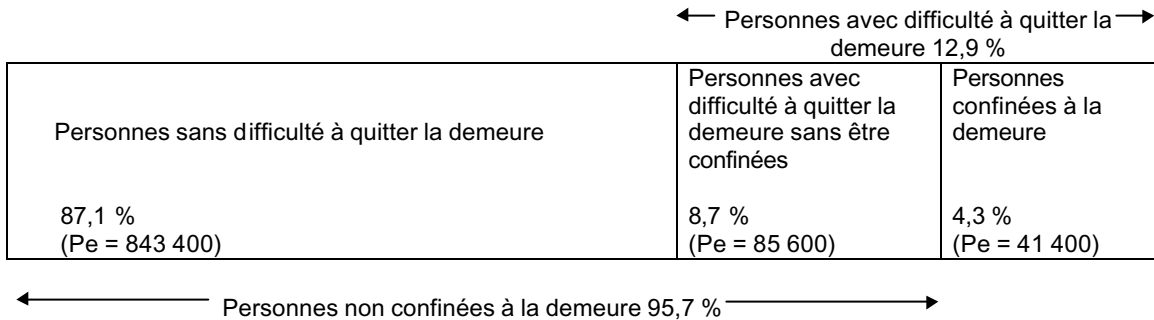 Personnes avec difficulté à quitter la
demeure 12,9 %
Personnes sans difficulté à quitter la demeure
87,1 %
(Pe = 843 400)
Personnes avec
difficulté à quitter la
demeure sans être
confinées
8,7 %
(Pe = 85 600)
Personnes
confinées à la
demeure
4,3 %
(Pe = 41 400)
Personnes non confinées à la demeure 95,7 %